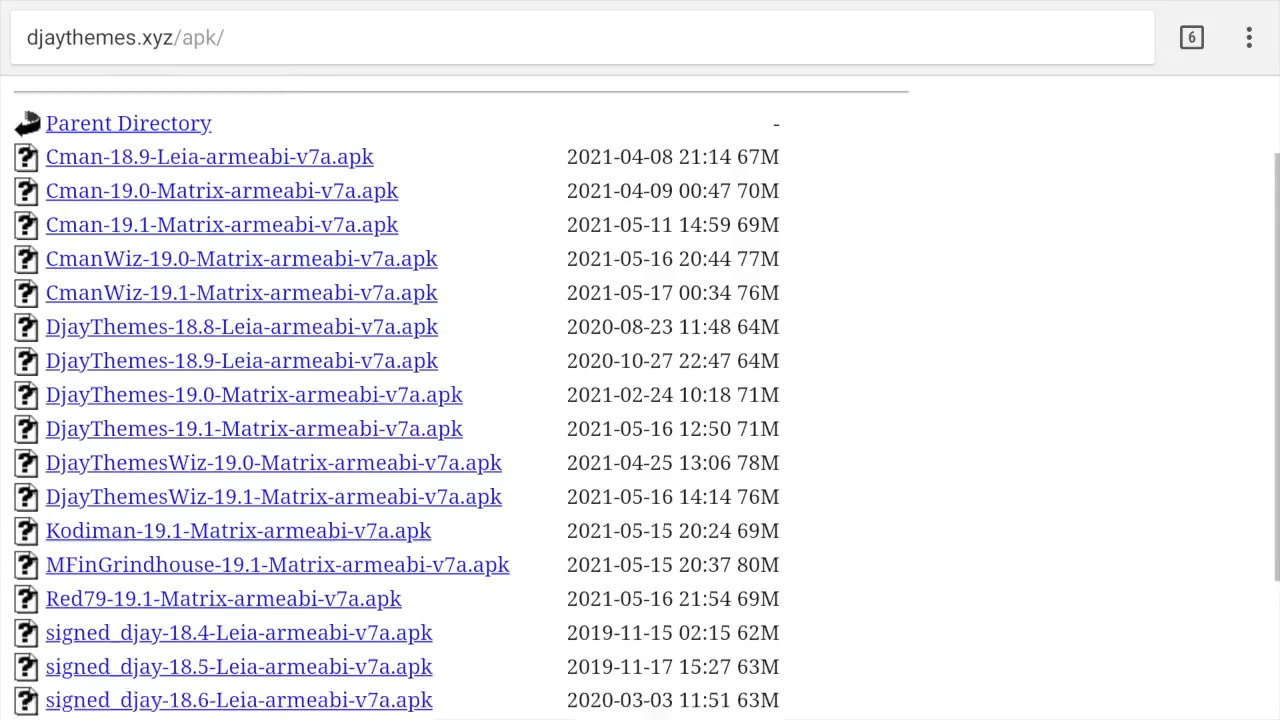 djaythemes.xyz/apk/ 6
Parent Directory -
Cman-18.9-Leia-armeabi-v7a.apk 2021-04-08 21:14 67M
Cman-19.0-Matrix-armeabi-v7a.apk 2021-04-09 00:47 70M
Cman-19.1-Matrix-armeabi-v7a.apk 2021-05-11 14:59 69M
CmanWiz-19.0-Matrix-armeabi-v7a.apk 2021-05-16 20:44 77M
CmanWiz-19.1-Matrix-armeabi-v7a.apk 2021-05-17 00:34 76M
DjayThemes-18.8-Leia-armeabi-v7a.apk 2020-08-23 11:48 64M
DjayThemes-18.9-Leia-armeabi-v7a.apk 2020-10-27 22:47 64M
DjayThemes-19.0-Matrix-armeabi-v7a.apk 2021-02-24 10:18 71M
DjayThemes-19.1-Matrix-armeabi-v7a.apk 2021-05-16 12:50 71M
DjayThemesWiz-19.0-Matrix-armeabi-v7a.apk 2021-04-25 13:06 78M
DjayThemesWiz-19.1-Matrix-armeabi-v7a.apk 2021-05-16 14:14 76M
Kodiman-19.1-Matrix-armeabi-v7a.apk 2021-05-15 20:24 69M
MFinGrindhouse-19.1-Matrix-armeabi-v7a.apk 2021-05-15 20:37 80M
Red79-19.1-Matrix-armeabi-v7a.apk 2021-05-16 21:54 69M
signed_djay-18.4-Leia-armeabi-v7a.apk 2019-11-15 02:15 62M
signed_djay-18.5-Leia-armeabi-v7a.apk 2019-11-17 15:27 63M
signed_djay-18.6-Leia-armeabi-v7a.apk 2020-03-03 11:51 63M